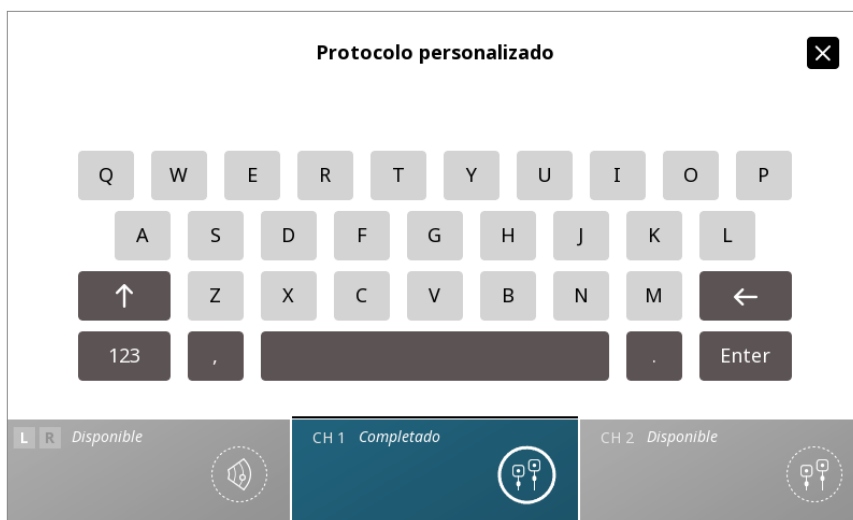 Protocolo personalizado
Q W E R T Y U I O P
A S D F G H J K L
Z X C V B N M
123 , . Enter
L R Disponible
CH 1 Completado
CH 2 Disponible